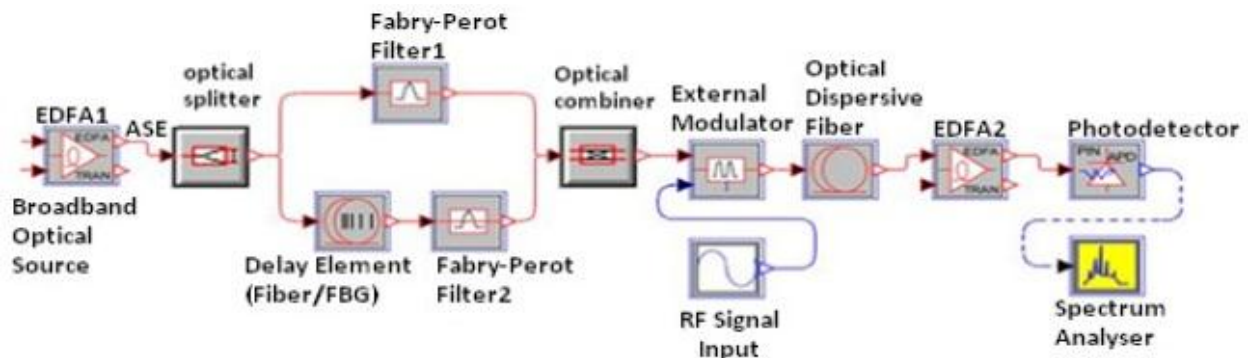 Fabry-Perot
Filter1
optical
splitter
Optical
combiner
External
Modulator
Optical
Dispersive
Fiber
EDFA1
ASE
EDFA
TRAN
EDFA2
EDFA
TRAN
Photodetector
PIN
APD
Broadband
Optical
Source
Delay Element
(Fiber/FBG)
Fabry-Perot
Filter2
RF Signal
Input
Spectrum
Analyser